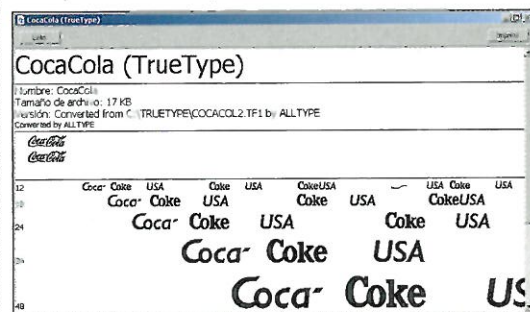 CocaCola (TrueType)
Listo
Imprimir
CocaCola (TrueType)
Nombre: CocaCola
Tamaño de archivo: 17 KB
Versión: Converted from C:\TRUETYPE\COCACOL2.TF1 by ALLTYPE
Converted by ALLTYPE
Coca-Cola
Coca-Cola
12 Coca- Coke USA Coke USA CokeUSA USA Coke USA
18 Coca- Coke USA Coke USA CokeUSA
24 Coca- Coke USA Coke USA
36 Coca- Coke USA
48 Coca- Coke US